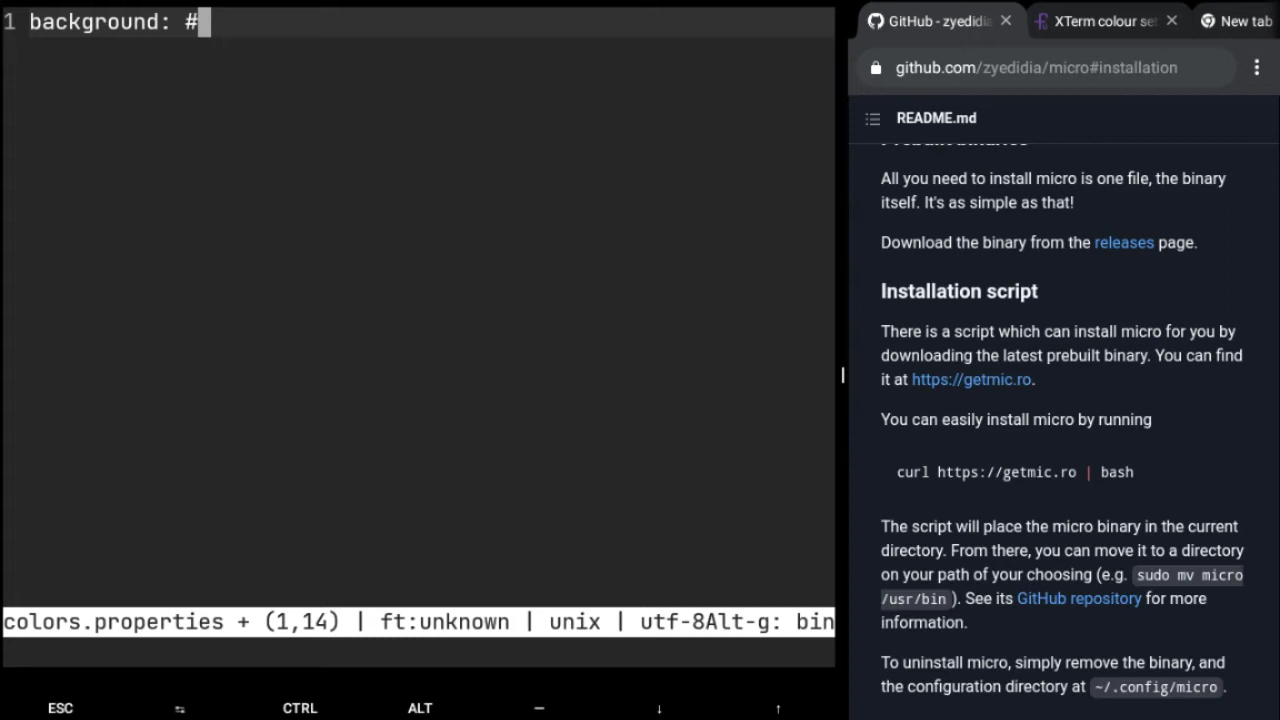 1 background: #
colors.properties + (1,14) | ft:unknown | unix | utf-8Alt-g: bin
ESC
CTRL
ALT
GitHub - zyedidia
XTerm colour se
New tab
github.com/zyedidia/micro#installation
README.md
Prebuilt binaries
All you need to install micro is one file, the binary
itself. It's as simple as that!
Download the binary from the releases page.
Installation script
There is a script which can install micro for you by
downloading the latest prebuilt binary. You can find
it at https://getmic.ro.
You can easily install micro by running
curl https://getmic.ro | bash
The script will place the micro binary in the current
directory. From there, you can move it to a directory
on your path of your choosing (e.g. sudo mv micro
/usr/bin ). See its GitHub repository for more
information.
To uninstall micro, simply remove the binary, and
the configuration directory at ~/.config/micro .